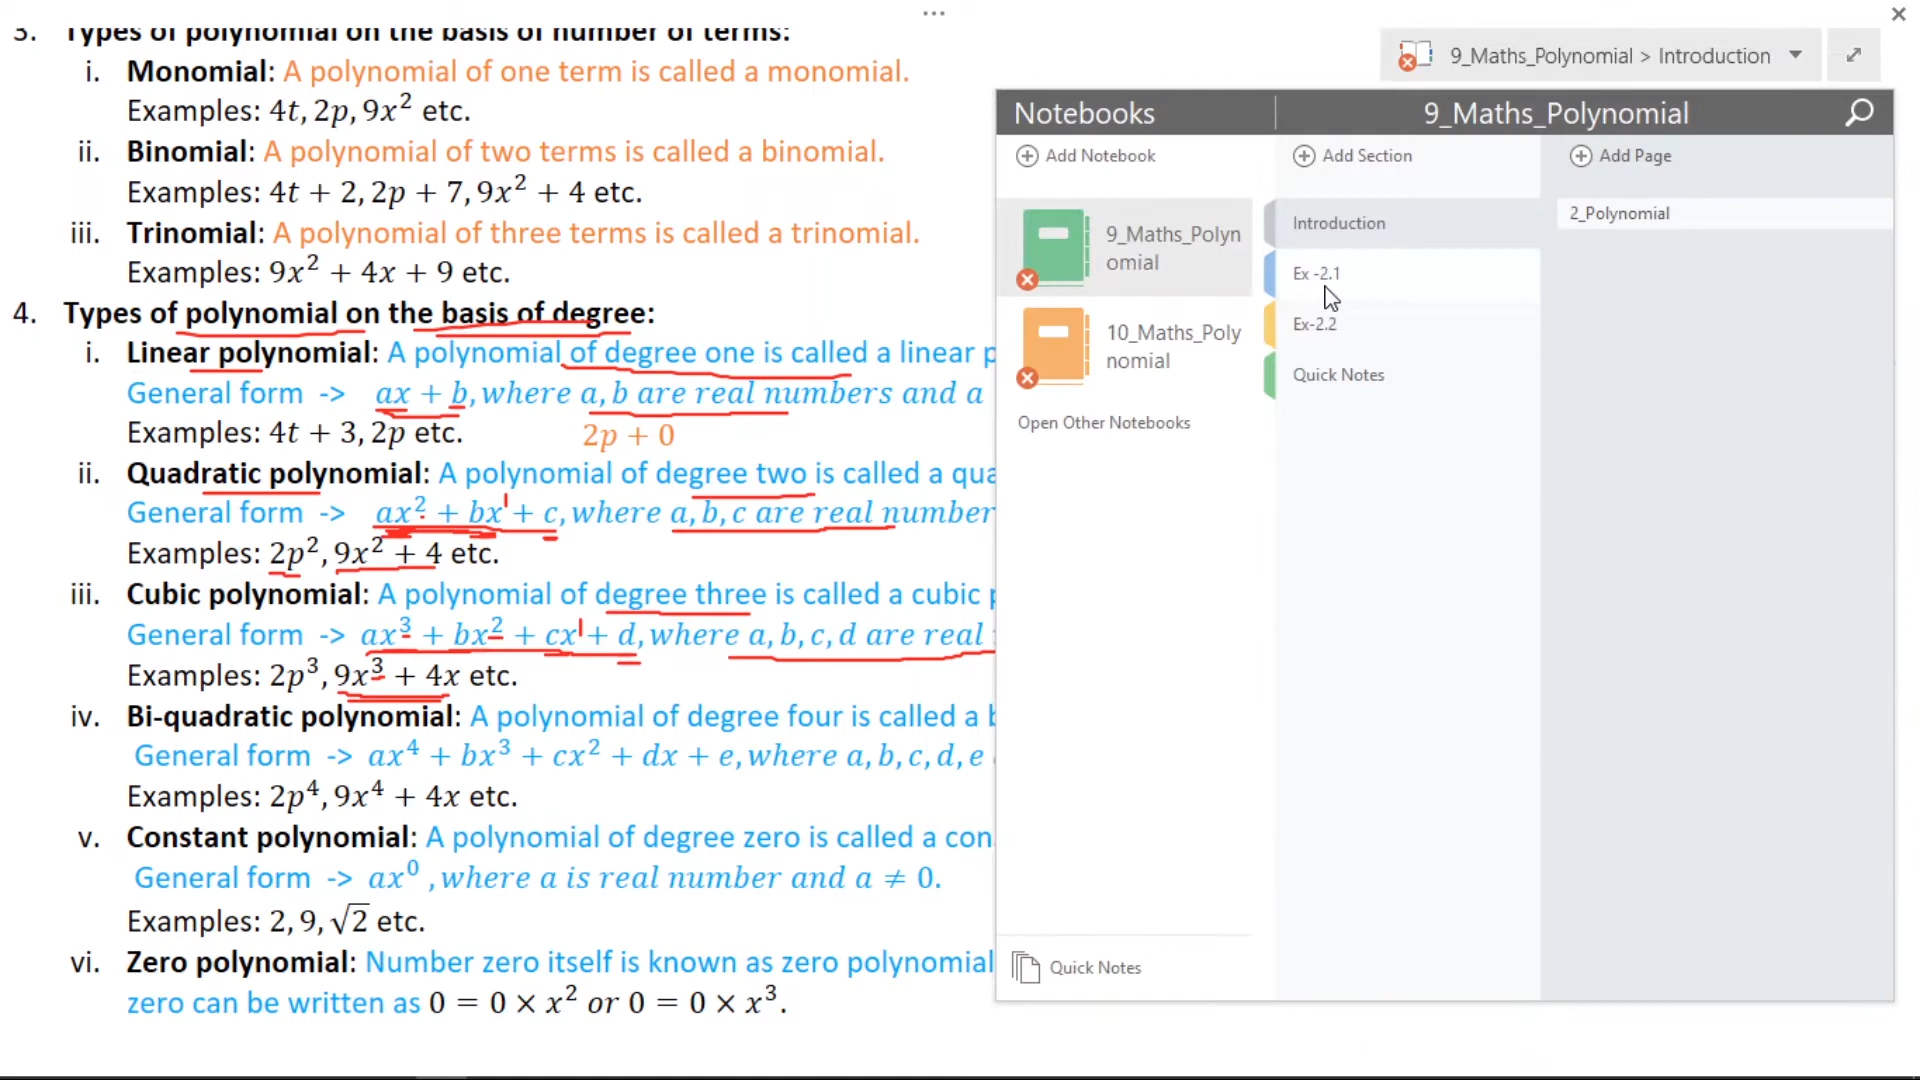 3. Types of polynomial on the basis of number of terms:
i. Monomial: A polynomial of one term is called a monomial.
Examples: 4t, 2p, 9x² etc.
ii. Binomial: A polynomial of two terms is called a binomial.
Examples: 4t + 2, 2p + 7, 9x² + 4 etc.
iii. Trinomial: A polynomial of three terms is called a trinomial.
Examples: 9x² + 4x + 9 etc.
4. Types of polynomial on the basis of degree:
i. Linear polynomial: A polynomial of degree one is called a linear p
General form -> ax + b, where a, b are real numbers and a
Examples: 4t + 3, 2p etc. 2p + 0
ii. Quadratic polynomial: A polynomial of degree two is called a qua
General form -> ax² + bx¹ + c, where a, b, c are real number
Examples: 2p², 9x² + 4 etc.
iii. Cubic polynomial: A polynomial of degree three is called a cubic p
General form -> ax³ + bx² + cx¹ + d, where a, b, c, d are real
Examples: 2p³, 9x³ + 4x etc.
iv. Bi-quadratic polynomial: A polynomial of degree four is called a b
General form -> ax⁴ + bx³ + cx² + dx + e, where a, b, c, d, e
Examples: 2p⁴, 9x⁴ + 4x etc.
v. Constant polynomial: A polynomial of degree zero is called a con
General form -> ax⁰ , where a is real number and a ≠ 0.
Examples: 2, 9, √2 etc.
vi. Zero polynomial: Number zero itself is known as zero polynomial
zero can be written as 0 = 0 × x² or 0 = 0 × x³.
9_Maths_Polynomial > Introduction
Notebooks
9_Maths_Polynomial
Add Notebook
Add Section
Add Page
9_Maths_Polyn
omial
10_Maths_Poly
nomial
Open Other Notebooks
Quick Notes
Introduction
Ex -2.1
Ex-2.2
Quick Notes
2_Polynomial